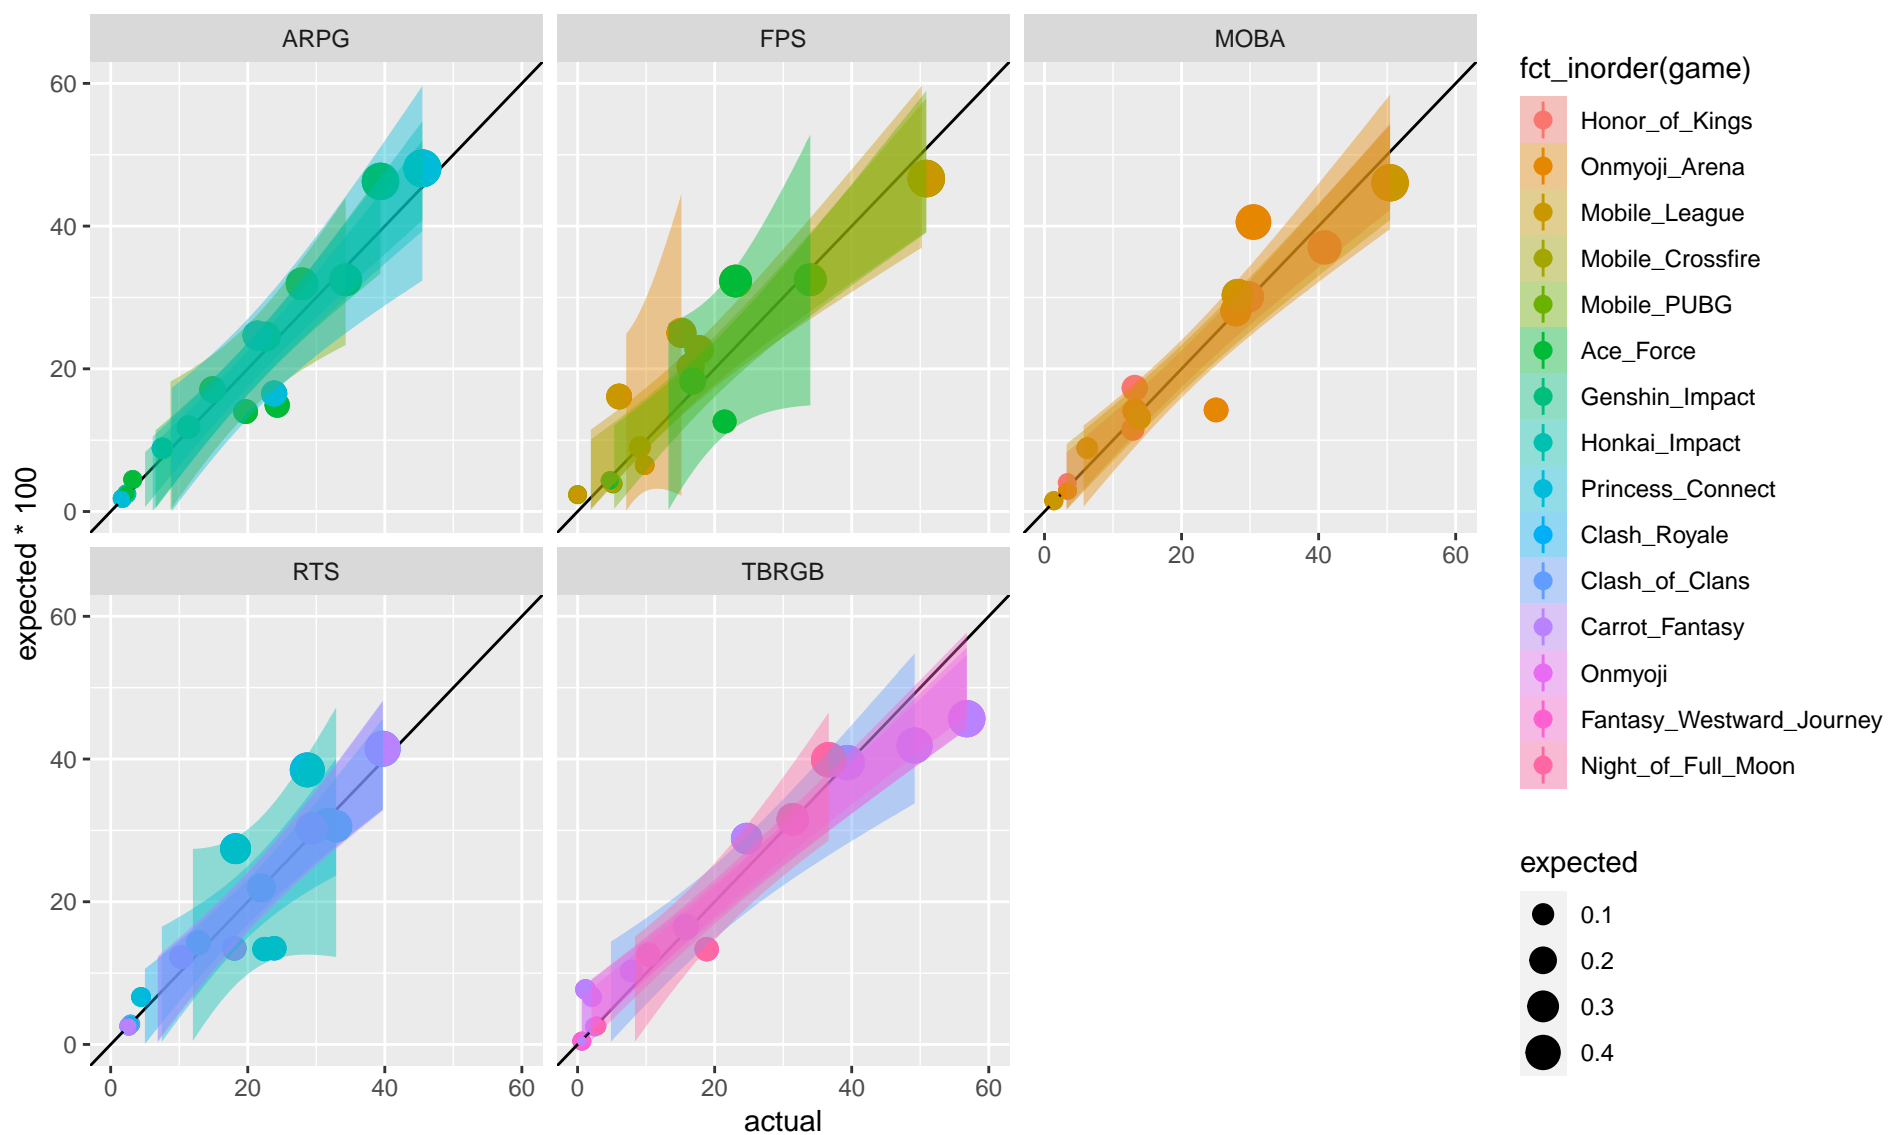 ARPG
FPS
MOBA
60
40
20
0
0
20
40
60
RTS
TBRGB
60
40
20
0
0
20
40
60
0
20
40
60
expected * 100
actual
fct_inorder(game)
Honor_of_Kings
Onmyoji_Arena
Mobile_League
Mobile_Crossfire
Mobile_PUBG
Ace_Force
Genshin_Impact
Honkai_Impact
Princess_Connect
Clash_Royale
Clash_of_Clans
Carrot_Fantasy
Onmyoji
Fantasy_Westward_Journey
Night_of_Full_Moon
expected
0.1
0.2
0.3
0.4